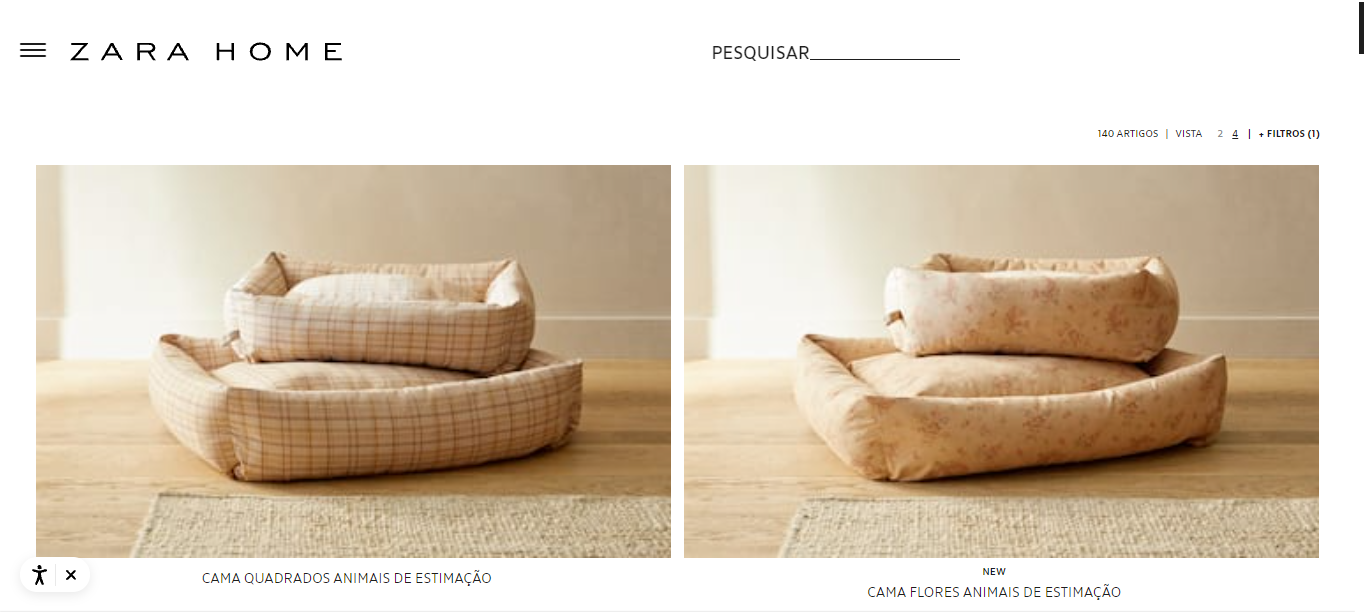 ZARA HOME
PESQUISAR
140 ARTIGOS | VISTA 2 4 | + FILTROS (1)
CAMA QUADRADOS ANIMAIS DE ESTIMAÇÃO
NEW
CAMA FLORES ANIMAIS DE ESTIMAÇÃO